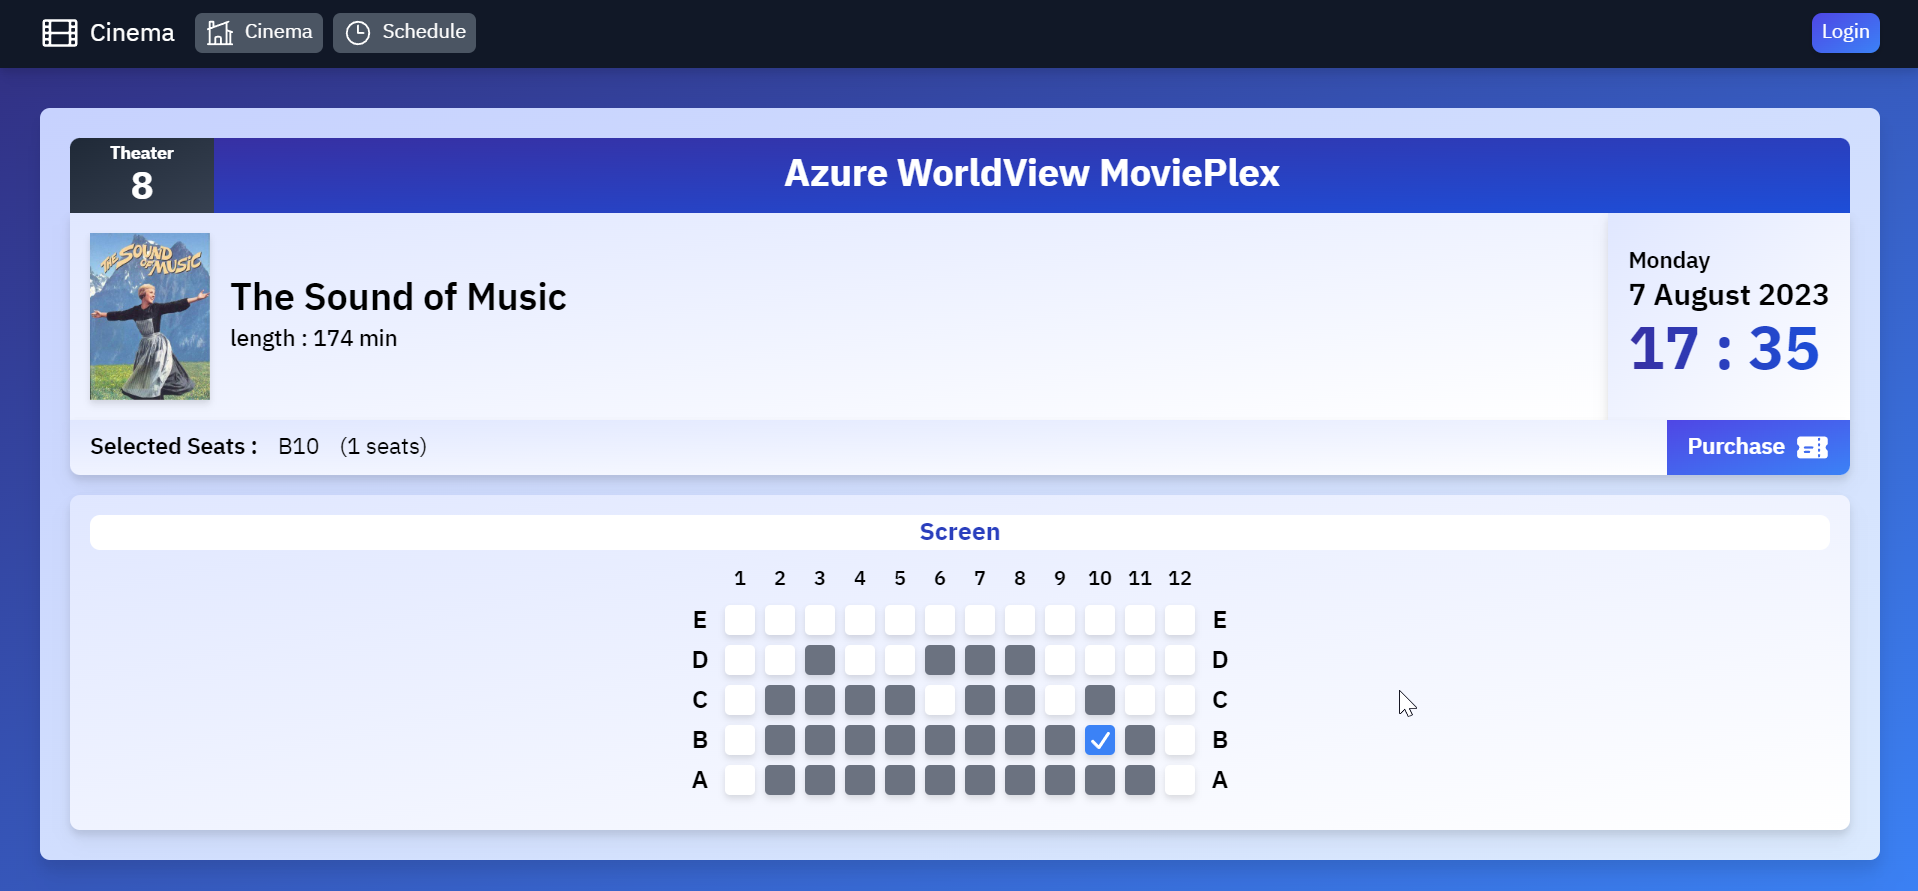 Cinema
Cinema
Schedule
Login
Theater
8
Azure WorldView MoviePlex
THE SOUND OF MUSIC
The Sound of Music
length : 174 min
Monday
7 August 2023
17 : 35
Selected Seats : B10 (1 seats)
Purchase
Screen
1 2 3 4 5 6 7 8 9 10 11 12
E E
D D
C C
B B
A A